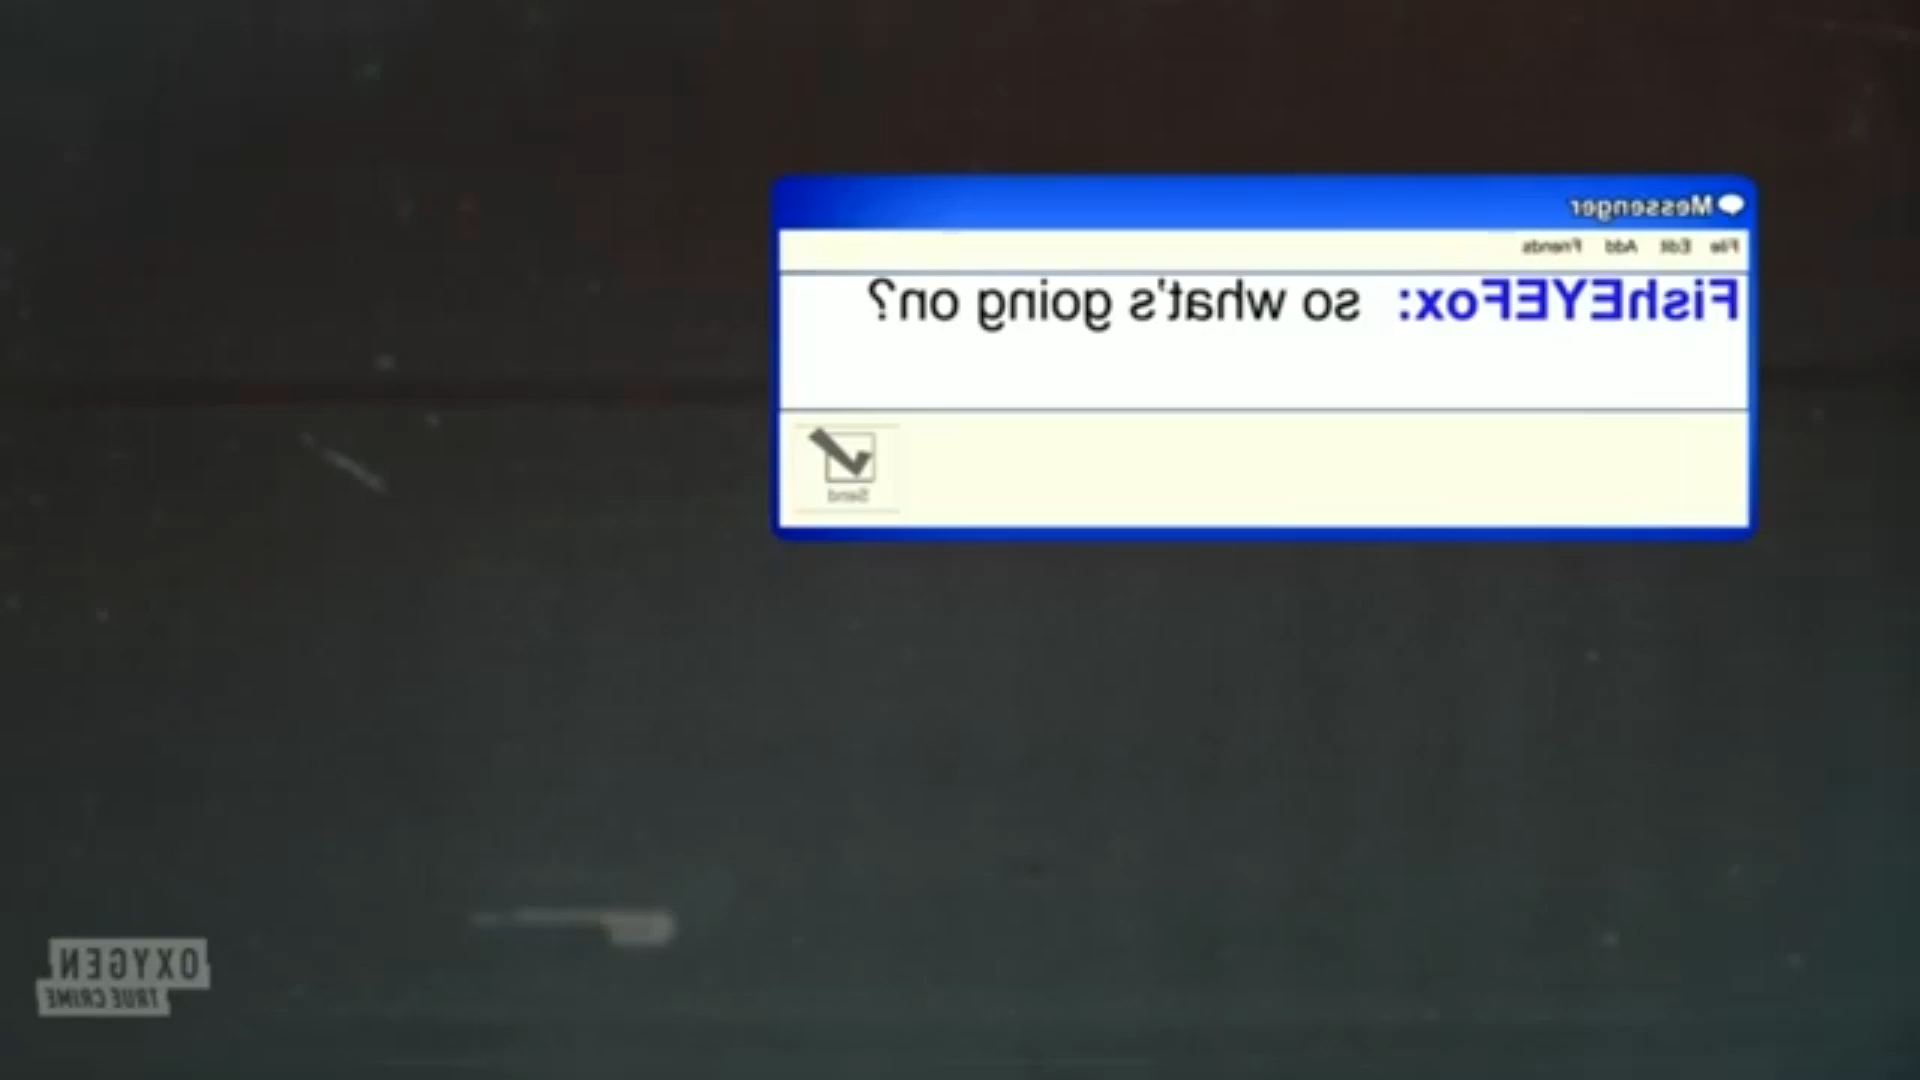 Messenger
File Edit Add Friends
FishEYEFox: so what's going on?
Send
OXYGEN
TRUE CRIME